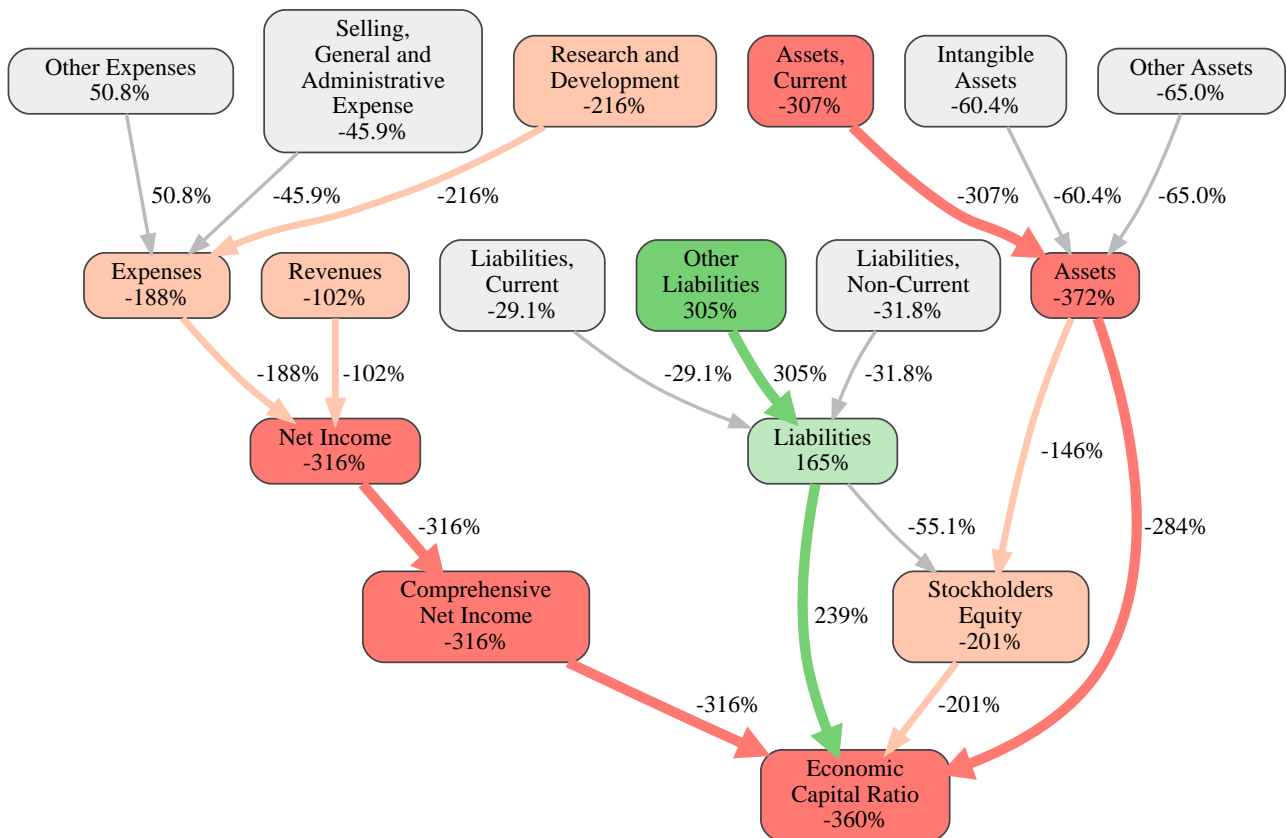 Other Expenses
50.8%
Selling,
General and
Administrative
Expense
-45.9%
Research and
Development
-216%
Assets,
Current
-307%
Intangible
Assets
-60.4%
Other Assets
-65.0%
50.8%
-45.9%
-216%
-307%
-60.4%
-65.0%
Expenses
-188%
Revenues
-102%
Liabilities,
Current
-29.1%
Other
Liabilities
305%
Liabilities,
Non-Current
-31.8%
Assets
-372%
-188%
-102%
-29.1%
305%
-31.8%
Net Income
-316%
Liabilities
165%
-146%
-316%
-55.1%
-284%
Comprehensive
Net Income
-316%
239%
Stockholders
Equity
-201%
-316%
-201%
Economic
Capital Ratio
-360%